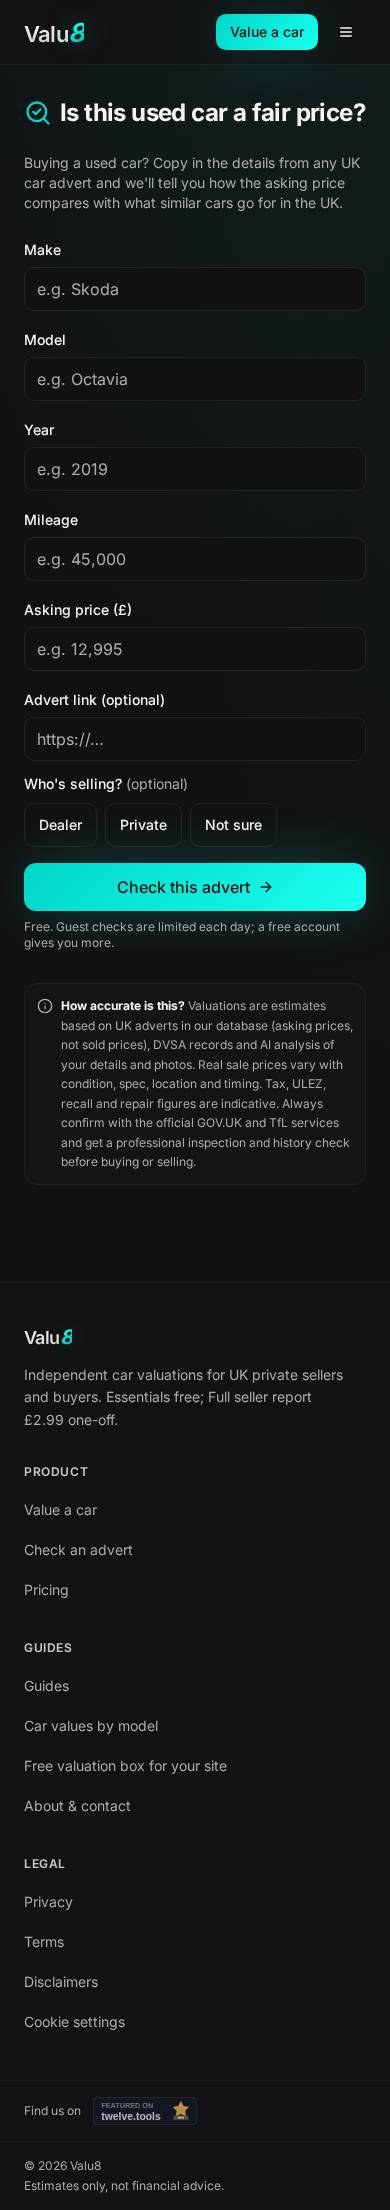 Valu8
Value a car
Is this used car a fair price?
Buying a used car? Copy in the details from any UK
car advert and we'll tell you how the asking price
compares with what similar cars go for in the UK.
Make
e.g. Skoda
Model
e.g. Octavia
Year
e.g. 2019
Mileage
e.g. 45,000
Asking price (£)
e.g. 12,995
Advert link (optional)
https://...
Who's selling? (optional)
Dealer
Private
Not sure
Check this advert →
Free. Guest checks are limited each day; a free account
gives you more.
How accurate is this? Valuations are estimates
based on UK adverts in our database (asking prices,
not sold prices), DVSA records and AI analysis of
your details and photos. Real sale prices vary with
condition, spec, location and timing. Tax, ULEZ,
recall and repair figures are indicative. Always
confirm with the official GOV.UK and TfL services
and get a professional inspection and history check
before buying or selling.
Valu8
Independent car valuations for UK private sellers
and buyers. Essentials free; Full seller report
£2.99 one-off.
PRODUCT
Value a car
Check an advert
Pricing
GUIDES
Guides
Car values by model
Free valuation box for your site
About & contact
LEGAL
Privacy
Terms
Disclaimers
Cookie settings
Find us on
FEATURED ON
twelve.tools
© 2026 Valu8
Estimates only, not financial advice.